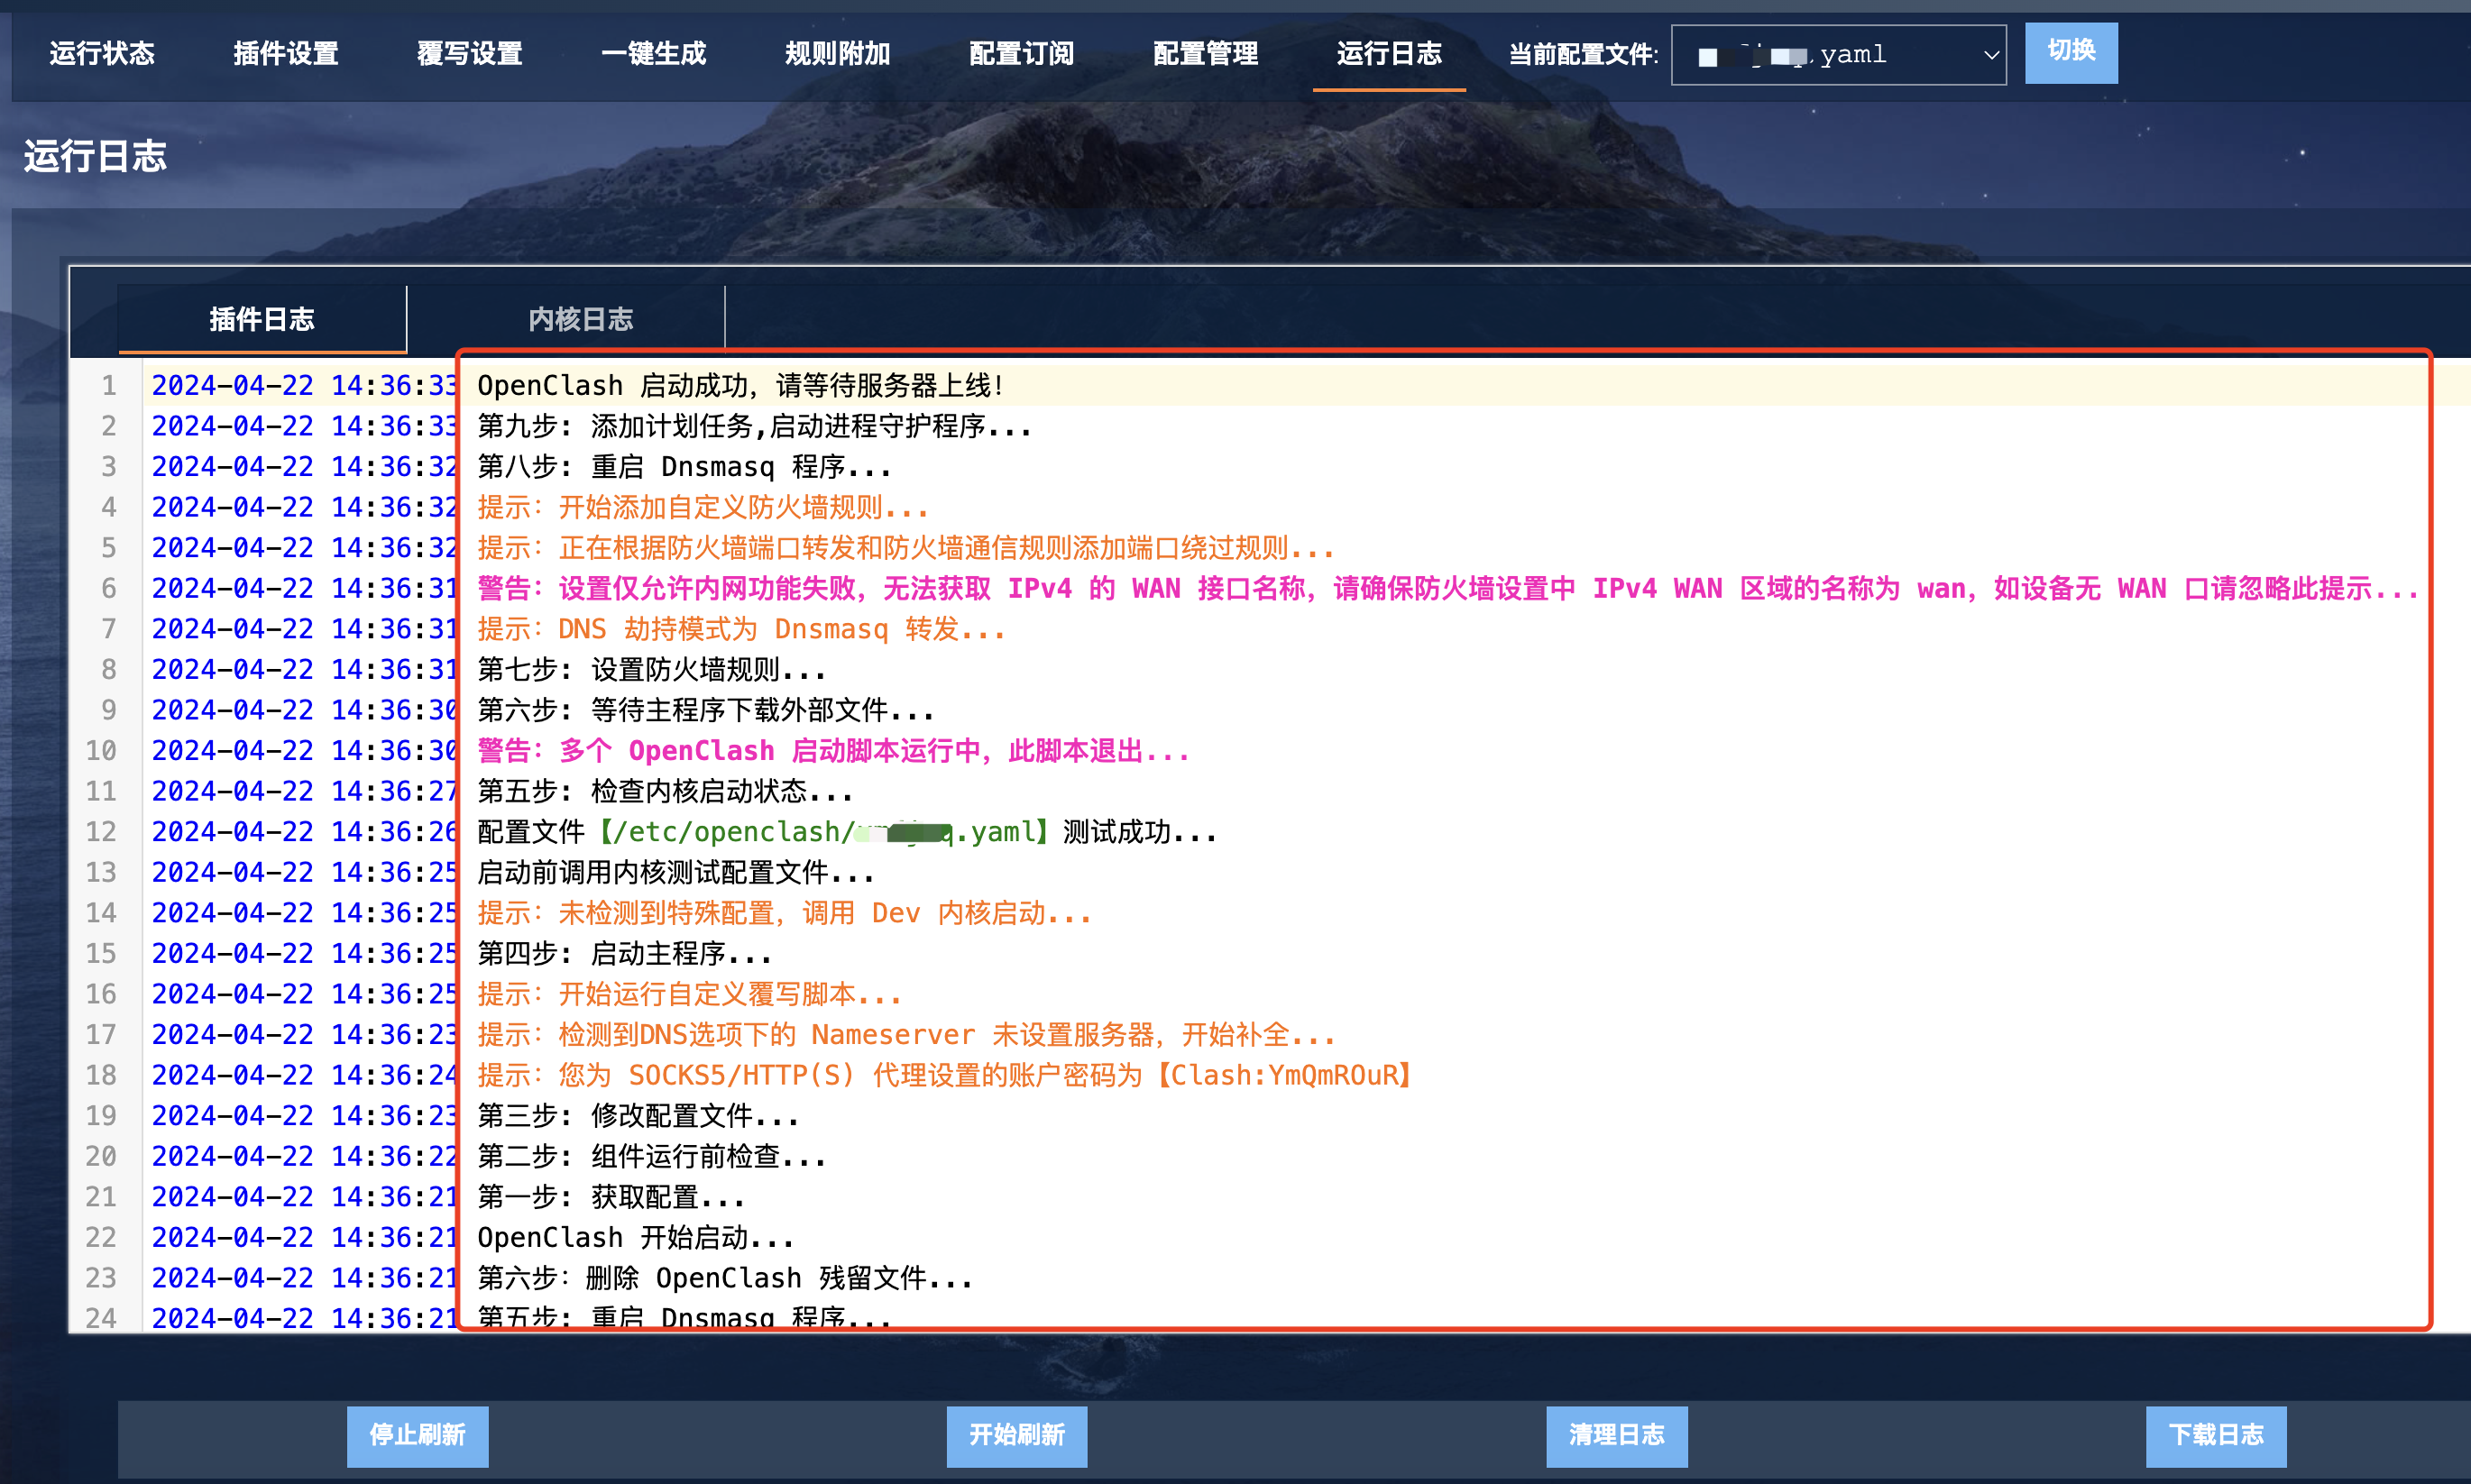 运行状态 插件设置 覆写设置 一键生成 规则附加 配置订阅 配置管理 运行日志 当前配置文件: .yaml 切换
运行日志
插件日志 内核日志
1 2024-04-22 14:36:33 OpenClash 启动成功，请等待服务器上线！
2 2024-04-22 14:36:33 第九步: 添加计划任务,启动进程守护程序...
3 2024-04-22 14:36:32 第八步: 重启 Dnsmasq 程序...
4 2024-04-22 14:36:32 提示: 开始添加自定义防火墙规则...
5 2024-04-22 14:36:32 提示: 正在根据防火墙端口转发和防火墙通信规则添加端口绕过规则...
6 2024-04-22 14:36:31 警告: 设置仅允许内网功能失败，无法获取 IPv4 的 WAN 接口名称，请确保防火墙设置中 IPv4 WAN 区域的名称为 wan，如设备无 WAN 口请忽略此提示...
7 2024-04-22 14:36:31 提示: DNS 劫持模式为 Dnsmasq 转发...
8 2024-04-22 14:36:31 第七步: 设置防火墙规则...
9 2024-04-22 14:36:30 第六步: 等待主程序下载外部文件...
10 2024-04-22 14:36:30 警告: 多个 OpenClash 启动脚本运行中，此脚本退出...
11 2024-04-22 14:36:27 第五步: 检查内核启动状态...
12 2024-04-22 14:36:26 配置文件【/etc/openclash/ q.yaml】测试成功...
13 2024-04-22 14:36:25 启动前调用内核测试配置文件...
14 2024-04-22 14:36:25 提示: 未检测到特殊配置，调用 Dev 内核启动...
15 2024-04-22 14:36:25 第四步: 启动主程序...
16 2024-04-22 14:36:25 提示: 开始运行自定义覆写脚本...
17 2024-04-22 14:36:23 提示: 检测到DNS选项下的 Nameserver 未设置服务器，开始补全...
18 2024-04-22 14:36:24 提示: 您为 SOCKS5/HTTP(S) 代理设置的账户密码为【Clash:YmQmROuR】
19 2024-04-22 14:36:23 第三步: 修改配置文件...
20 2024-04-22 14:36:22 第二步: 组件运行前检查...
21 2024-04-22 14:36:21 第一步: 获取配置...
22 2024-04-22 14:36:21 OpenClash 开始启动...
23 2024-04-22 14:36:21 第六步：删除 OpenClash 残留文件...
24 2024-04-22 14:36:21 第五步: 重启 Dnsmasq 程序...
停止刷新 开始刷新 清理日志 下载日志